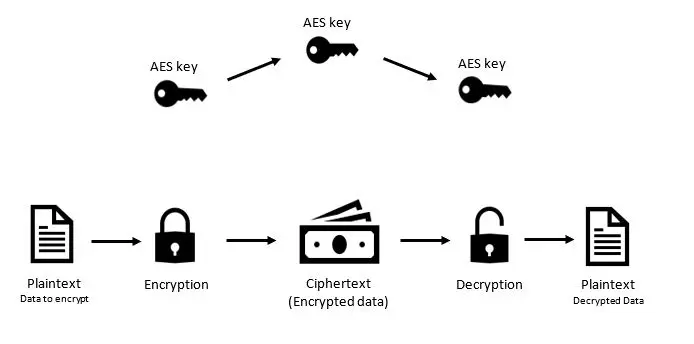 AES key
AES key
AES key
Plaintext
Data to encrypt
Encryption
Ciphertext
(Encrypted data)
Decryption
Plaintext
Decrypted Data